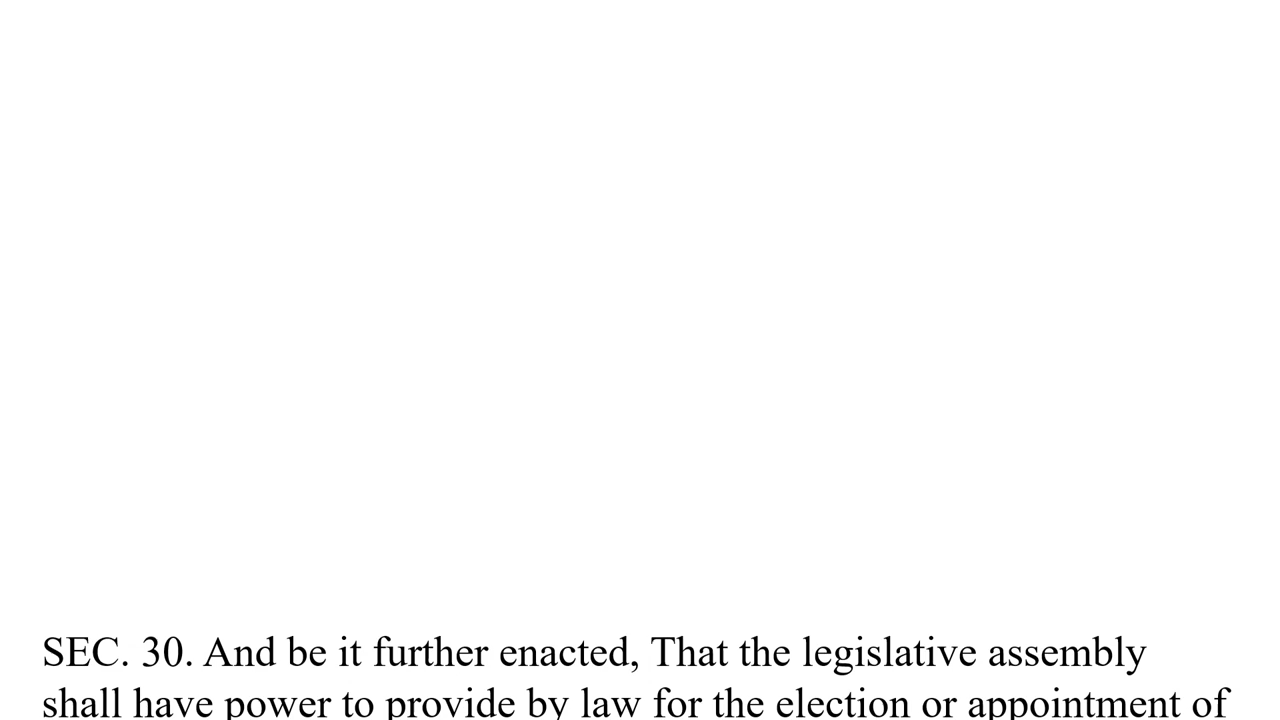 SEC. 30. And be it further enacted, That the legislative assembly
shall have power to provide by law for the election or appointment of